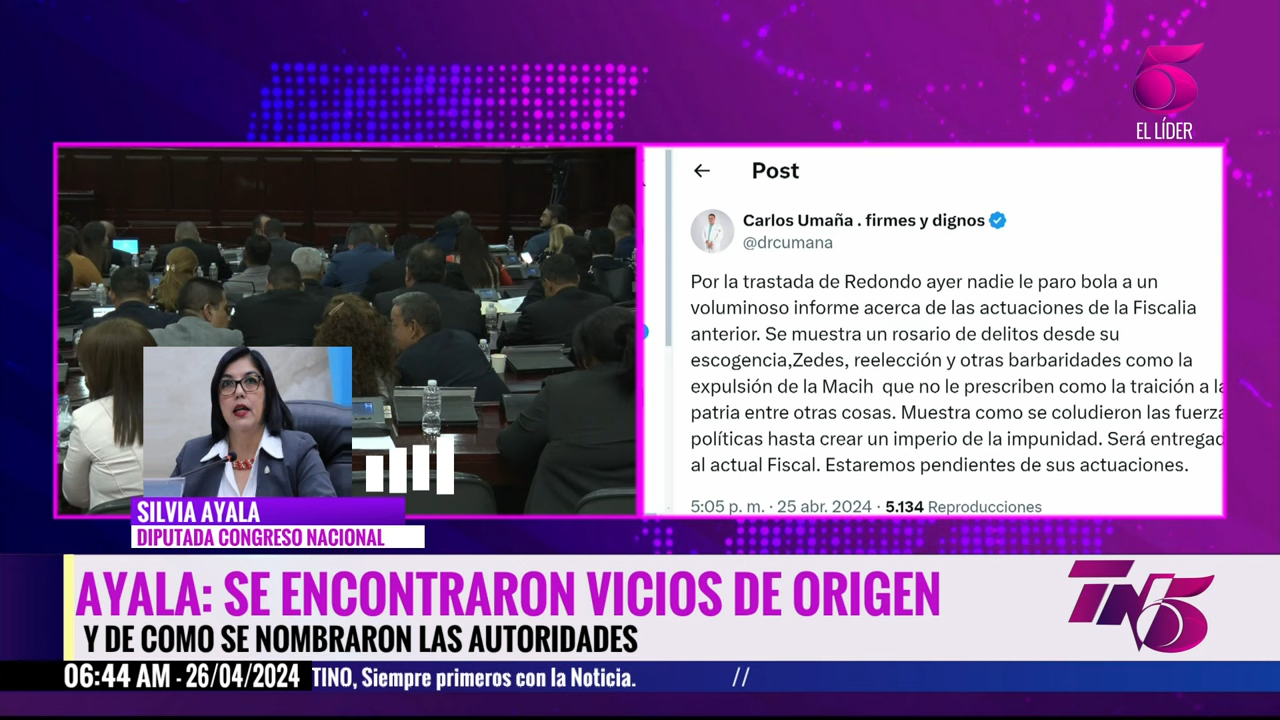 5
EL LÍDER
Post
Carlos Umaña . firmes y dignos
@drcumana
Por la trastada de Redondo ayer nadie le paro bola a un
voluminoso informe acerca de las actuaciones de la Fiscalia
anterior. Se muestra un rosario de delitos desde su
escogencia,Zedes, reelección y otras barbaridades como la
expulsión de la Macih que no le prescriben como la traición a la
patria entre otras cosas. Muestra como se coludieron las fuerza
políticas hasta crear un imperio de la impunidad. Será entregad
al actual Fiscal. Estaremos pendientes de sus actuaciones.
5:05 p. m. · 25 abr. 2024 · 5.134 Reproducciones
SILVIA AYALA
DIPUTADA CONGRESO NACIONAL
AYALA: SE ENCONTRARON VICIOS DE ORIGEN
Y DE COMO SE NOMBRARON LAS AUTORIDADES
TN5
06:44 AM - 26/04/2024 TINO, Siempre primeros con la Noticia. //